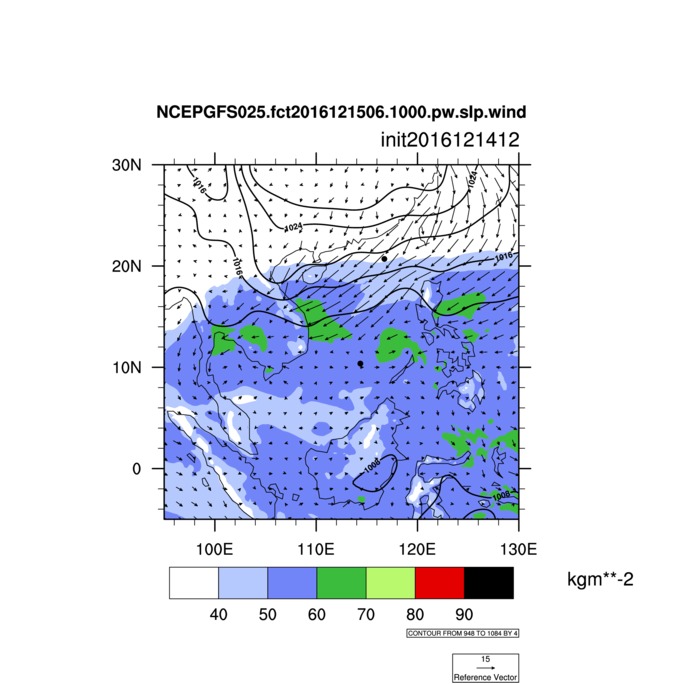 NCEPGFS025.fct2016121506.1000.pw.slp.wind
init2016121412
30N
20N
10N
0
1016
1024
1024
1016
1016
1008
1008
100E 110E 120E 130E
40 50 60 70 80 90
kgm**-2
CONTOUR FROM 948 TO 1084 BY 4
15
Reference Vector